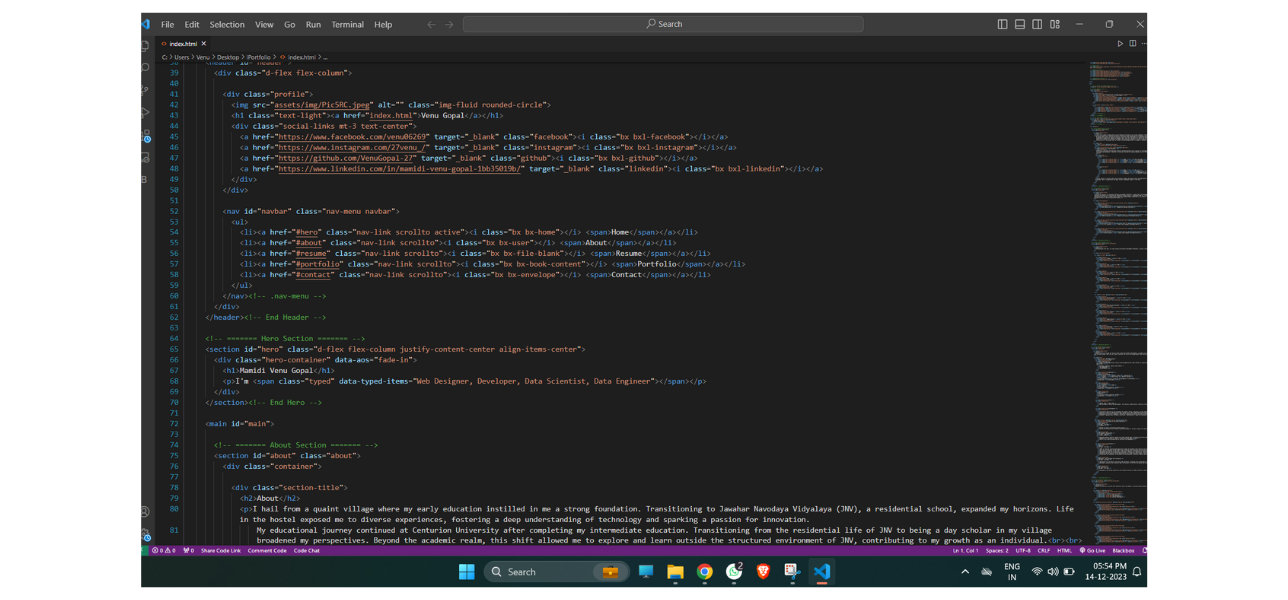 File Edit Selection View Go Run Terminal Help
Search
index.html
C: > Users > Venu > Desktop > Portfolio > index.html > ...
39 <div class="d-flex flex-column">
40
41 <div class="profile">
42 <img src="assets/img/PicSRC.jpeg" alt="" class="img-fluid rounded-circle">
43 <h1 class="text-light"><a href="index.html">Venu Gopal</a></h1>
44 <div class="social-links mt-3 text-center">
45 <a href="https://www.facebook.com/venu06269" target="_blank" class="facebook"><i class="bx bxl-facebook"></i></a>
46 <a href="https://www.instagram.com/27venu_/" target="_blank" class="instagram"><i class="bx bxl-instagram"></i></a>
47 <a href="https://github.com/VenuGopal-27" target="_blank" class="github"><i class="bx bxl-github"></i></a>
48 <a href="https://www.linkedin.com/in/mamidi-venu-gopal-1bb35019b/" target="_blank" class="linkedin"><i class="bx bxl-linkedin"></i></a>
49 </div>
50 </div>
51
52 <nav id="navbar" class="nav-menu navbar">
53 <ul>
54 <li><a href="#hero" class="nav-link scrollto active"><i class="bx bx-home"></i> <span>Home</span></a></li>
55 <li><a href="#about" class="nav-link scrollto"><i class="bx bx-user"></i> <span>About</span></a></li>
56 <li><a href="#resume" class="nav-link scrollto"><i class="bx bx-file-blank"></i> <span>Resume</span></a></li>
57 <li><a href="#portfolio" class="nav-link scrollto"><i class="bx bx-book-content"></i> <span>Portfolio</span></a></li>
58 <li><a href="#contact" class="nav-link scrollto"><i class="bx bx-envelope"></i> <span>Contact</span></a></li>
59 </ul>
60 </nav><!-- .nav-menu -->
61 </div>
62 </header><!-- End Header -->
63
64 <!-- ======= Hero Section ======= -->
65 <section id="hero" class="d-flex flex-column justify-content-center align-items-center">
66 <div class="hero-container" data-aos="fade-in">
67 <h1>Mamidi Venu Gopal</h1>
68 <p>I'm <span class="typed" data-typed-items="Web Designer, Developer, Data Scientist, Data Engineer"></span></p>
69 </div>
70 </section><!-- End Hero -->
71
72 <main id="main">
73
74 <!-- ======= About Section ======= -->
75 <section id="about" class="about">
76 <div class="container">
77
78 <div class="section-title">
79 <h2>About</h2>
80 <p>I hail from a quaint village where my early education instilled in me a strong foundation. Transitioning to Jawahar Navodaya Vidyalaya (JNV), a residential school, expanded my horizons. Life
in the hostel exposed me to diverse experiences, fostering a deep understanding of technology and sparking a passion for innovation.
81 My educational journey continued at Centurion University after completing my intermediate education. Transitioning from the residential life of JNV to being a day scholar in my village
broadened my perspectives. Beyond the academic realm, this shift allowed me to explore and learn outside the structured environment of JNV, contributing to my growth as an individual.<br><br>
0 0 0 Share Code Link Comment Code Code Chat Ln 1, Col 1 Spaces: 2 UTF-8 CRLF HTML Go Live Blackbox
Search 2 ENG 05:54 PM
IN 14-12-2023